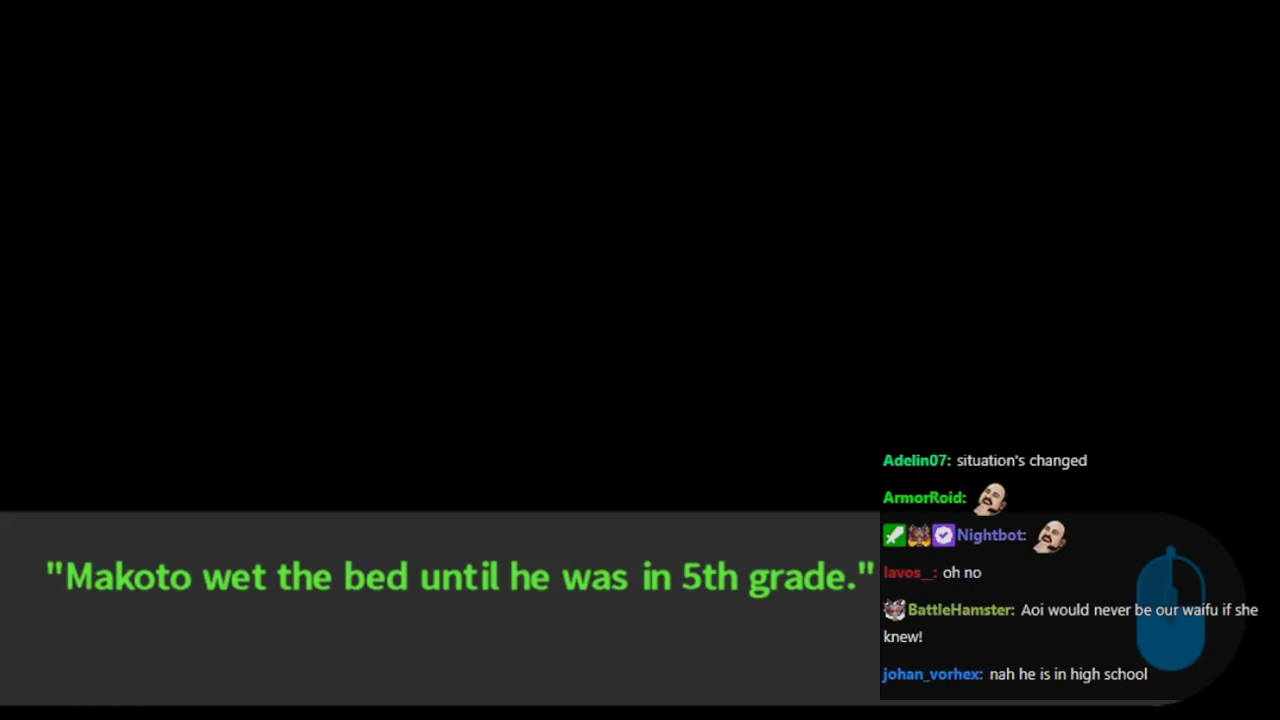 Adelin07: situation's changed
ArmorRoid:
Nightbot:
lavos__: oh no
"Makoto wet the bed until he was in 5th grade."
BattleHamster: Aoi would never be our waifu if she
knew!
johan_vorhex: nah he is in high school